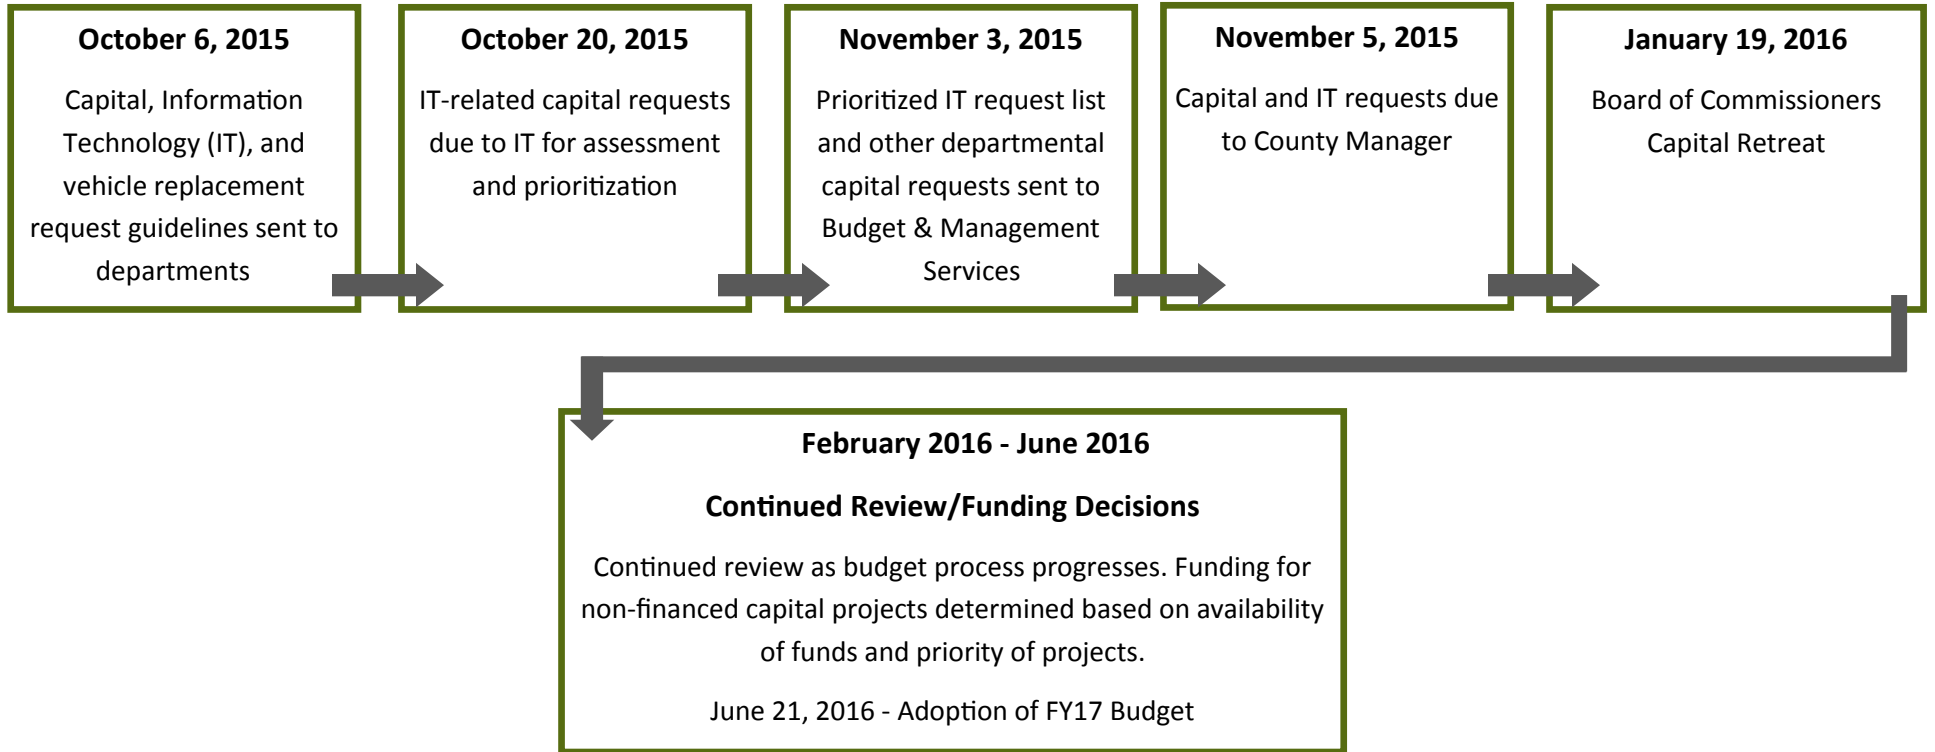 October 6, 2015
Capital, Information
Technology (IT), and
vehicle replacement
request guidelines sent to
departments
October 20, 2015
IT-related capital requests
due to IT for assessment
and prioritization
November 3, 2015
Prioritized IT request list
and other departmental
capital requests sent to
Budget & Management
Services
November 5, 2015
Capital and IT requests due
to County Manager
January 19, 2016
Board of Commissioners
Capital Retreat
February 2016 - June 2016
Continued Review/Funding Decisions
Continued review as budget process progresses. Funding for
non-financed capital projects determined based on availability
of funds and priority of projects.
June 21, 2016 - Adoption of FY17 Budget